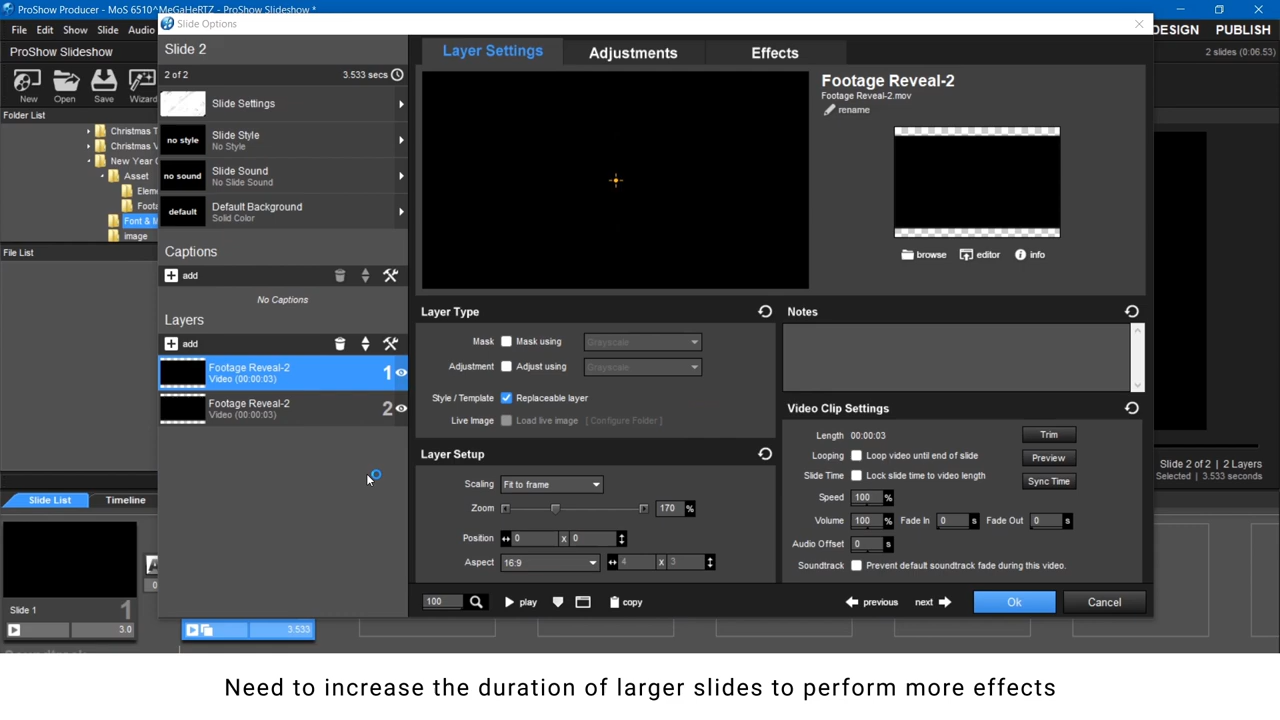 ProShow Producer - MoS 6510^MeGaHeRTZ - ProShow Slideshow *
File Edit Show Slide Audio
DESIGN PUBLISH
ProShow Slideshow
2 slides (0:06.53)
New Open Save Wizard
Folder List
Christmas T
Christmas V
New Year C
Asset
Elem
Foota
Font & M
image
File List
Slide Options
Slide 2
2 of 2 3.533 secs
Slide Settings
no style
Slide Style
No Style
no sound
Slide Sound
No Slide Sound
default
Default Background
Solid Color
Captions
add
No Captions
Layers
add
Footage Reveal-2
Video (00:00:03)
1
Footage Reveal-2
Video (00:00:03)
2
Layer Settings Adjustments Effects
Footage Reveal-2
Footage Reveal-2.mov
rename
browse editor info
Layer Type
Mask Mask using Grayscale
Adjustment Adjust using Grayscale
Style / Template Replaceable layer
Live Image Load live image [ Configure Folder ]
Layer Setup
Scaling Fit to frame
Zoom 170 %
Position 0 x 0
Aspect 16:9 4 x 3
Notes
Video Clip Settings
Length 00:00:03 Trim
Looping Loop video until end of slide Preview
Slide Time Lock slide time to video length Sync Time
Speed 100 %
Volume 100 % Fade In 0 s Fade Out 0 s
Audio Offset 0 s
Soundtrack Prevent default soundtrack fade during this video.
100 play copy previous next Ok Cancel
Slide 2 of 2 | 2 Layers
Selected | 3.533 seconds
Slide List Timeline
Slide 1 1
3.0
3.533
Need to increase the duration of larger slides to perform more effects